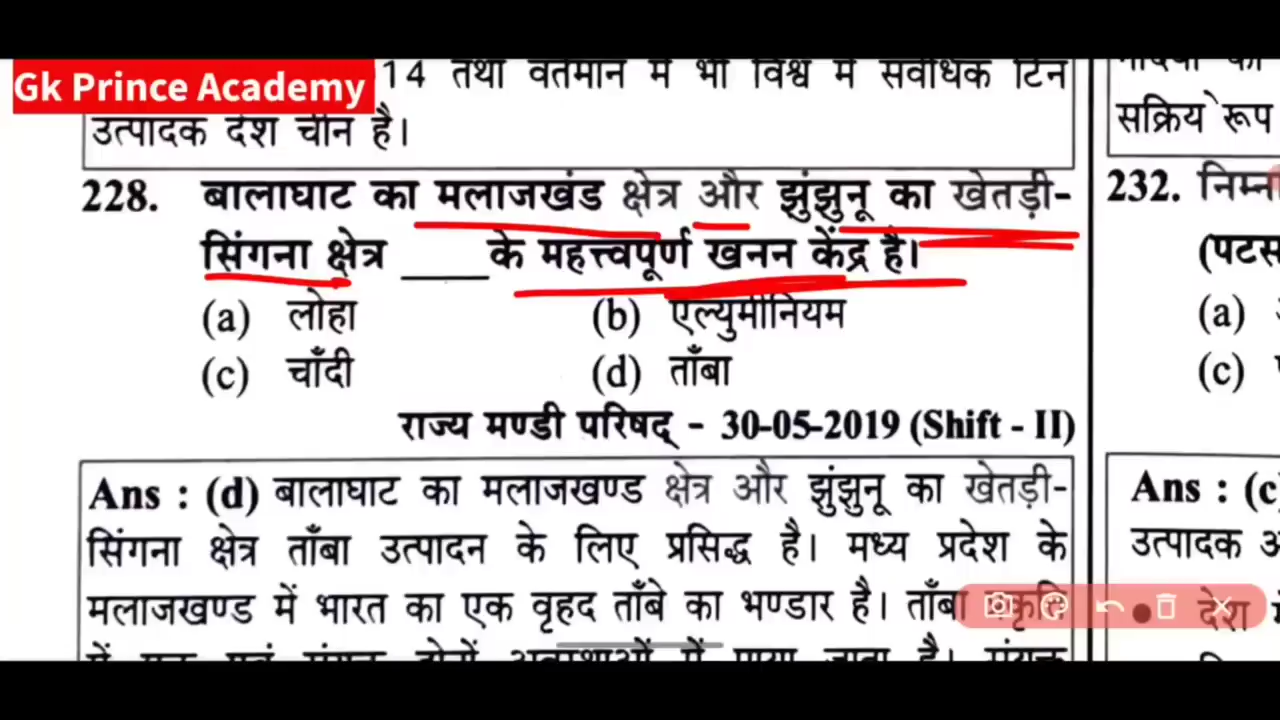 Gk Prince Academy
14 तथा वर्तमान में भी विश्व में सर्वाधिक टिन
उत्पादक देश चीन है।
228. बालाघाट का मलाजखंड क्षेत्र और झुंझुनू का खेतड़ी-
सिंगना क्षेत्र ____ के महत्त्वपूर्ण खनन केंद्र है।
(a) लोहा (b) एल्युमीनियम
(c) चाँदी (d) ताँबा
राज्य मण्डी परिषद् - 30-05-2019 (Shift - II)
Ans : (d) बालाघाट का मलाजखण्ड क्षेत्र और झुंझुनू का खेतड़ी-
सिंगना क्षेत्र ताँबा उत्पादन के लिए प्रसिद्ध है। मध्य प्रदेश के
मलाजखण्ड में भारत का एक वृहद ताँबे का भण्डार है। ताँबा
में पाया जाता है।
सक्रिय रूप
232.
(a)
(c)
Ans : (c
उत्पादक
देश